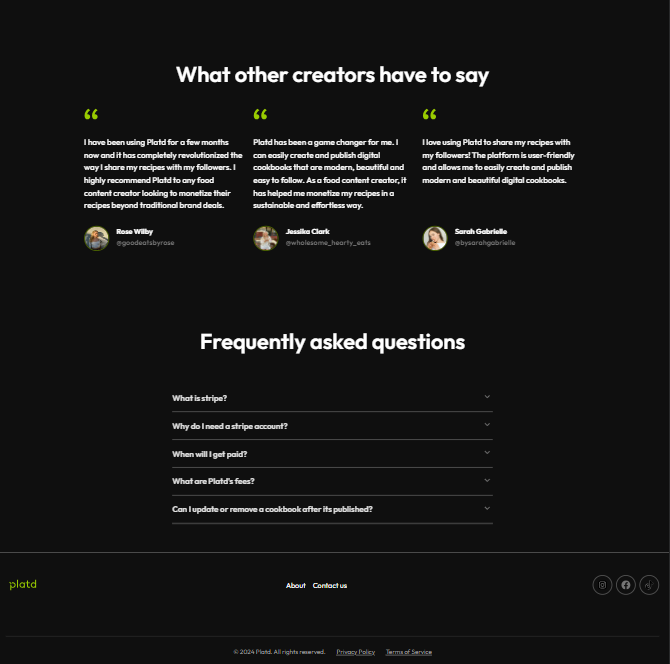 What other creators have to say
“ “ “
I have been using Platd for a few months
now and it has completely revolutionized the
way I share my recipes with my followers. I
highly recommend Platd to any food
content creator looking to monetize their
recipes beyond traditional brand deals.
Rose Wilby
@goodeatsbyrose
Platd has been a game changer for me. I
can easily create and publish digital
cookbooks that are modern, beautiful and
easy to follow. As a food content creator, it
has helped me monetize my recipes in a
sustainable and effortless way.
Jessika Clark
@wholesome_hearty_eats
I love using Platd to share my recipes with
my followers! The platform is user-friendly
and allows me to easily create and publish
modern and beautiful digital cookbooks.
Sarah Gabrielle
@bysarahgabrielle
Frequently asked questions
What is stripe?
Why do I need a stripe account?
When will I get paid?
What are Platd's fees?
Can I update or remove a cookbook after its published?
platd
About Contact us
© 2024 Platd. All rights reserved. Privacy Policy Terms of Service